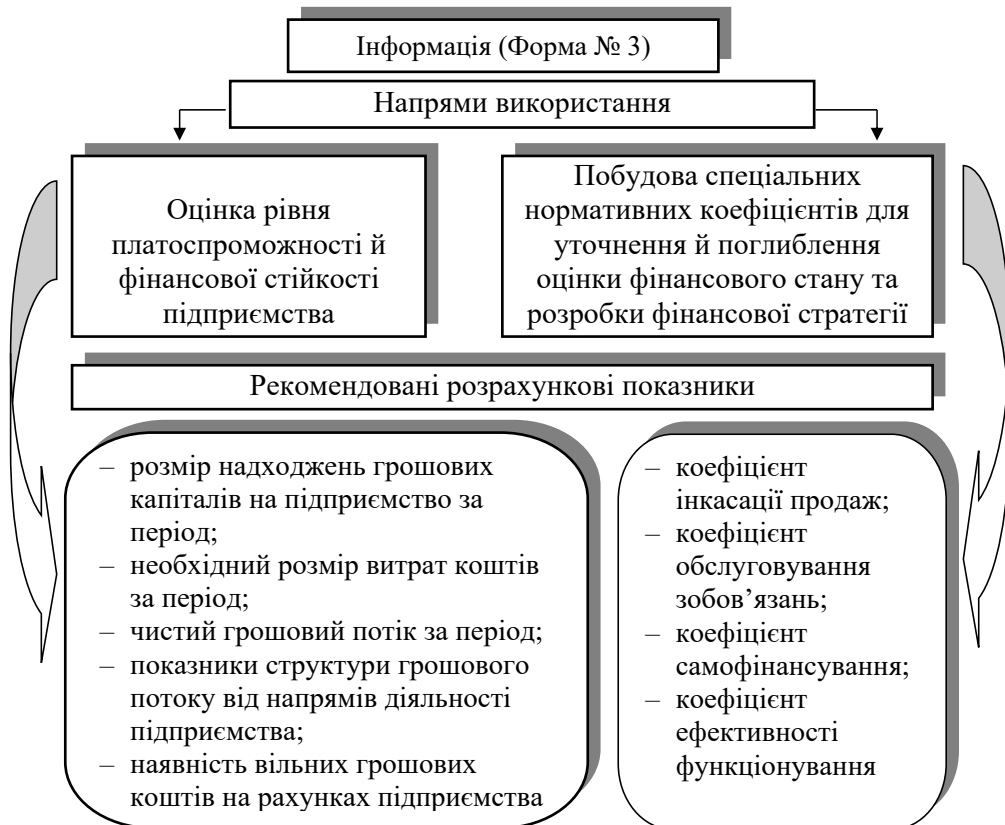 Інформація (Форма № 3)
Напрями використання
Оцінка рівня
платоспроможності й
фінансової стійкості
підприємства
Побудова спеціальних
нормативних коефіцієнтів для
уточнення й поглиблення
оцінки фінансового стану та
розробки фінансової стратегії
Рекомендовані розрахункові показники
– розмір надходжень грошових
капіталів на підприємство за
період;
– необхідний розмір витрат коштів
за період;
– чистий грошовий потік за період;
– показники структури грошового
потоку від напрямів діяльності
підприємства;
– наявність вільних грошових
коштів на рахунках підприємства
– коефіцієнт
інкасації продаж;
– коефіцієнт
обслуговування
зобов’язань;
– коефіцієнт
самофінансування;
– коефіцієнт
ефективності
функціонування